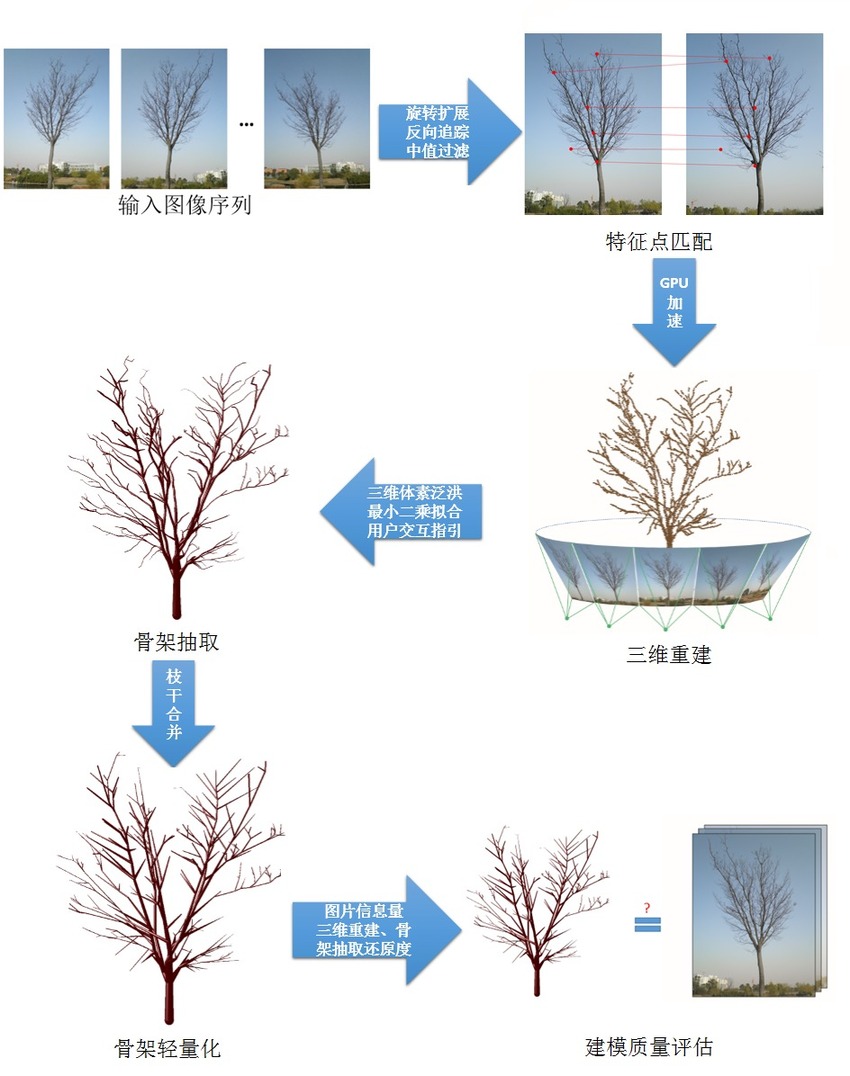 旋转扩展
反向追踪
中值过滤
...
输入图像序列
特征点匹配
GPU
加
速
三维体素泛洪
最小二乘拟合
用户交互指引
骨架抽取
三维重建
枝
干
合
并
图片信息量
三维重建、骨
架抽取还原度
?
骨架轻量化
建模质量评估